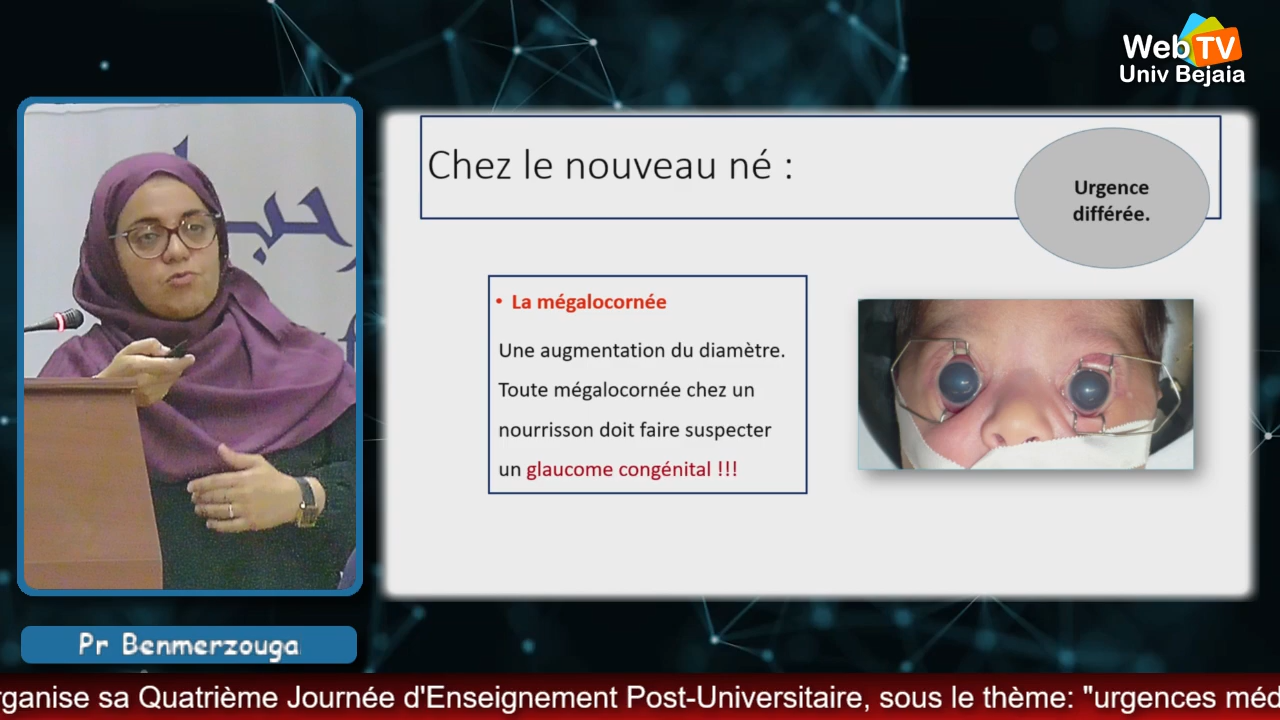 Web TV
Univ Bejaia
Chez le nouveau né :
Urgence
différée.
• La mégalocornée
Une augmentation du diamètre.
Toute mégalocornée chez un
nourrisson doit faire suspecter
un glaucome congénital !!!
Pr Benmerzouga
rganise sa Quatrième Journée d'Enseignement Post-Universitaire, sous le thème: "urgences méd